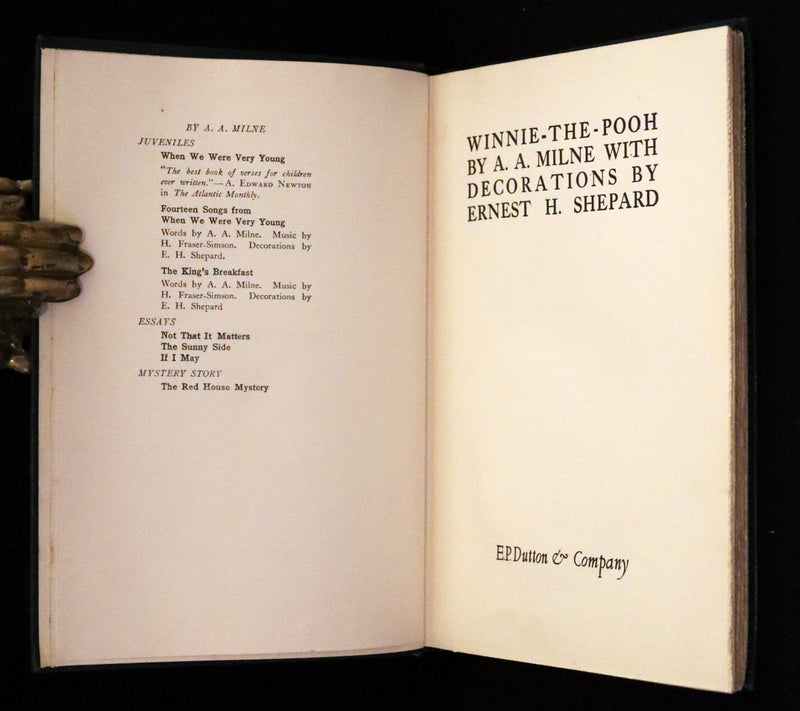 BY A. A. MILNE
JUVENILES
When We Were Very Young
"The best book of verses for children
ever written."—A. EDWARD NEWTON
in The Atlantic Monthly.
Fourteen Songs from
When We Were Very Young
Words by A. A. Milne. Music by
H. Fraser-Simson. Decorations by
E. H. Shepard.
The King's Breakfast
Words by A. A. Milne. Music by
H. Fraser-Simson. Decorations by
E. H. Shepard
ESSAYS
Not That It Matters
The Sunny Side
If I May
MYSTERY STORY
The Red House Mystery
WINNIE-THE-POOH
BY A. A. MILNE WITH
DECORATIONS BY
ERNEST H. SHEPARD
E.P.Dutton & Company